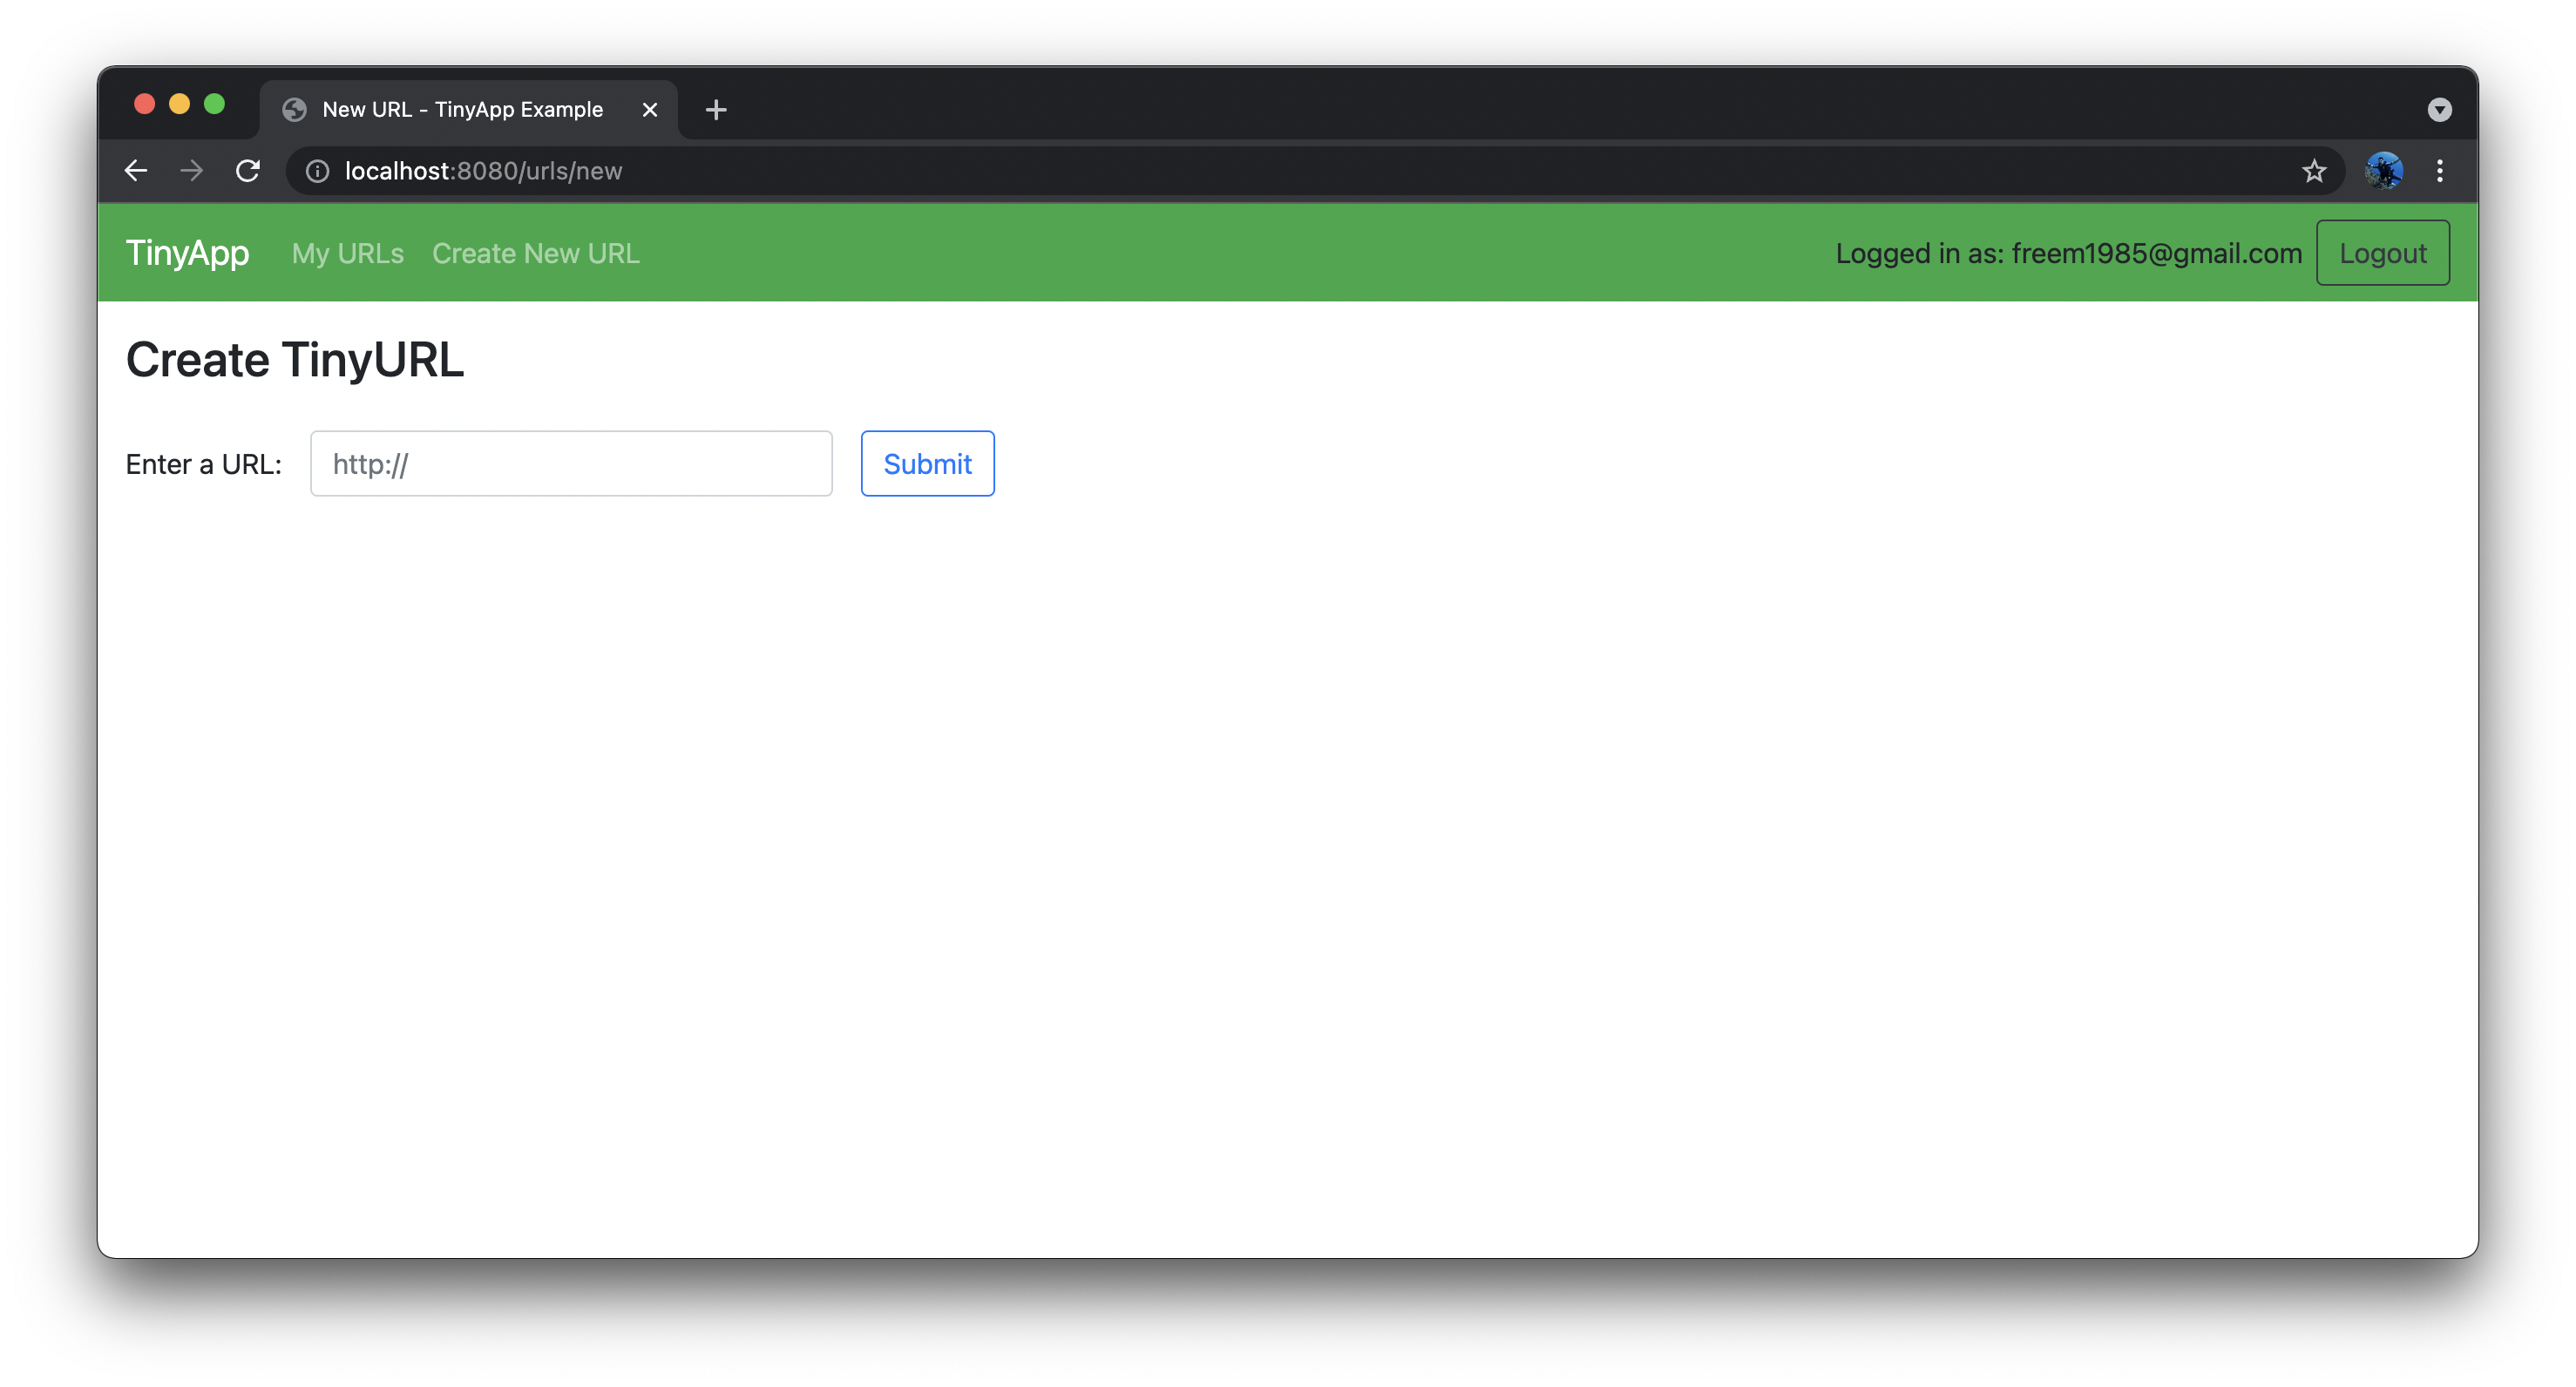 New URL - TinyApp Example
localhost:8080/urls/new
TinyApp My URLs Create New URL Logged in as: freem1985@gmail.com Logout
Create TinyURL
Enter a URL: http:// Submit